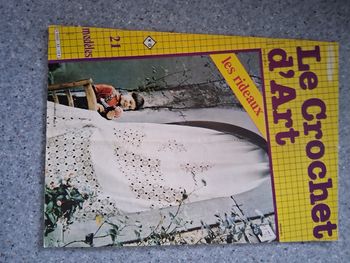 Le Crochet
d'Art
les rideaux
21
modèles